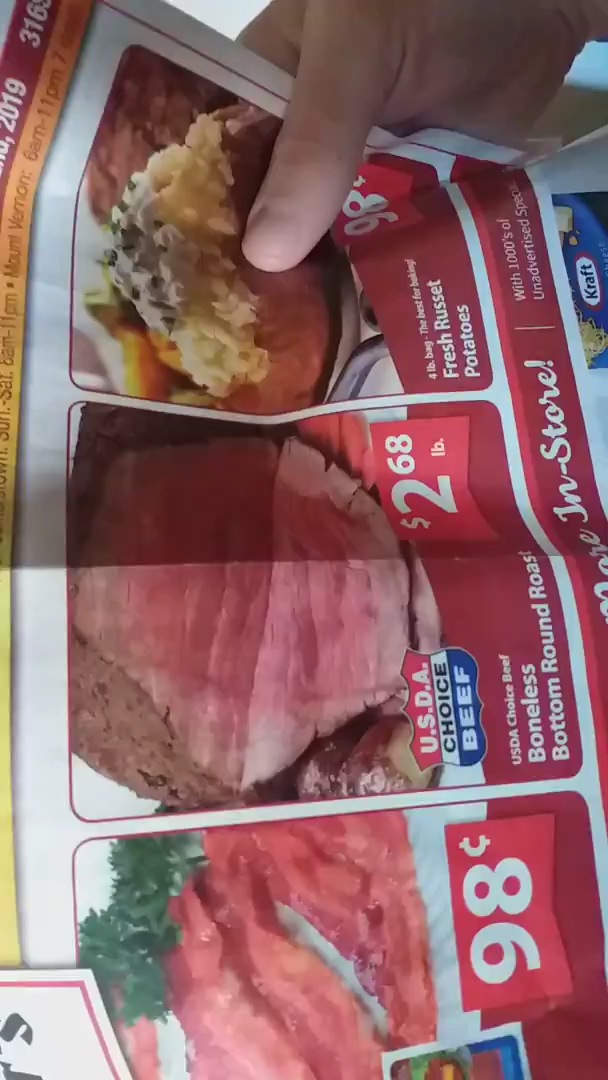 , 2019 316
Sun.-Sat. 6am-11pm • Mount Vernon: 6am-11pm 7
98¢
4 lb. bag - The best for baking!
Fresh Russet
Potatoes
$2 68
lb.
U.S.D.A.
CHOICE
BEEF
USDA Choice Beef
Boneless
Bottom Round Roast
98¢
More In-Store!
With 1000's of
Unadvertised
Kraft